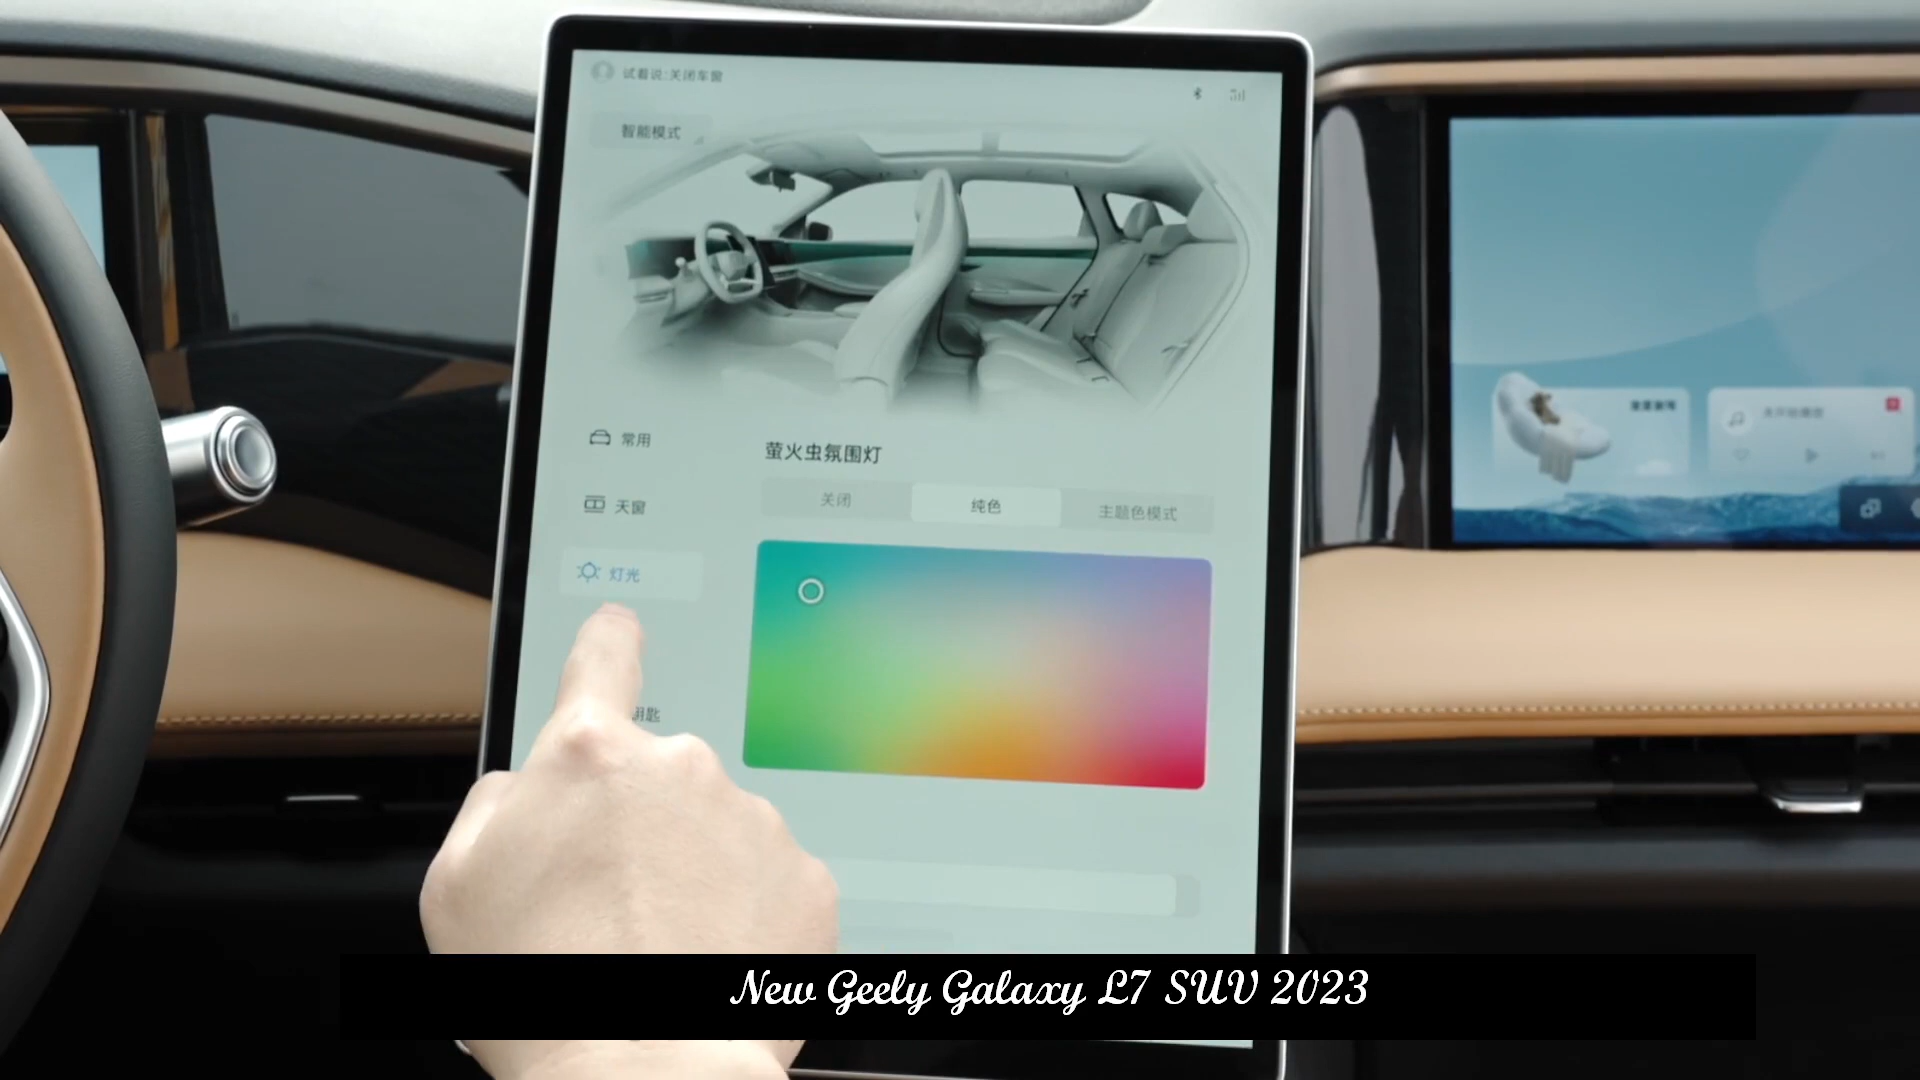 试着说:关闭车窗
智能模式
常用
萤火虫氛围灯
天窗
关闭
纯色
主题色模式
灯光
钥匙
New Geely Galaxy L7 SUV 2023